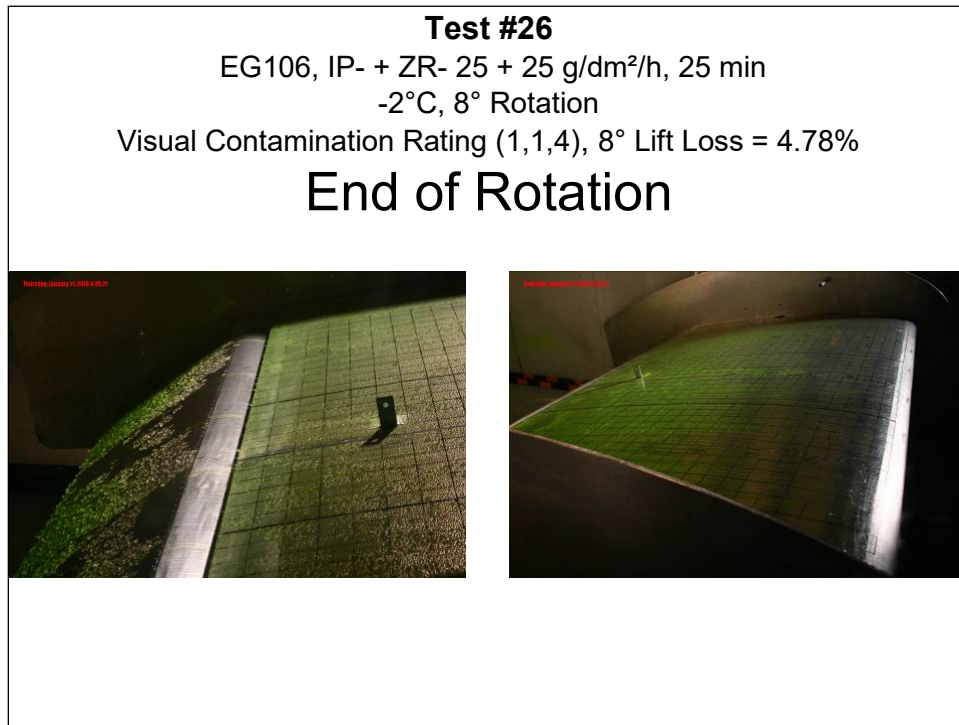 Test #26
EG106, IP- + ZR- 25 + 25 g/dm²/h, 25 min
-2°C, 8° Rotation
Visual Contamination Rating (1,1,4), 8° Lift Loss = 4.78%
End of Rotation